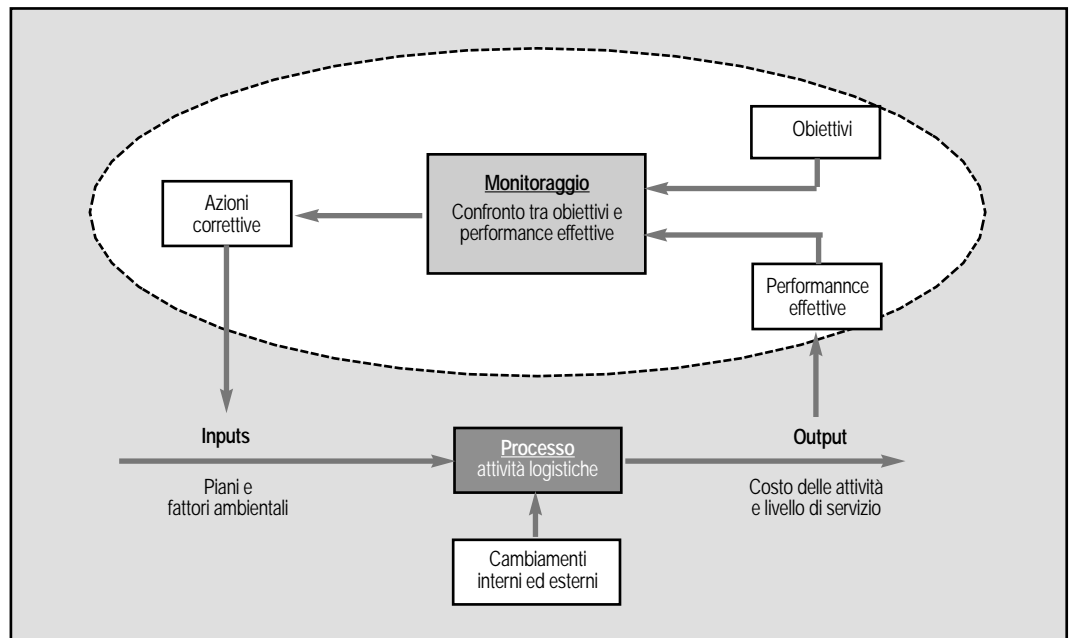 Obiettivi
Monitoraggio
Confronto tra obiettivi e
performance effettive
Azioni
correttive
Performannce
effettive
Inputs
Piani e
fattori ambientali
Processo
attività logistiche
Output
Costo delle attività
e livello di servizio
Cambiamenti
interni ed esterni